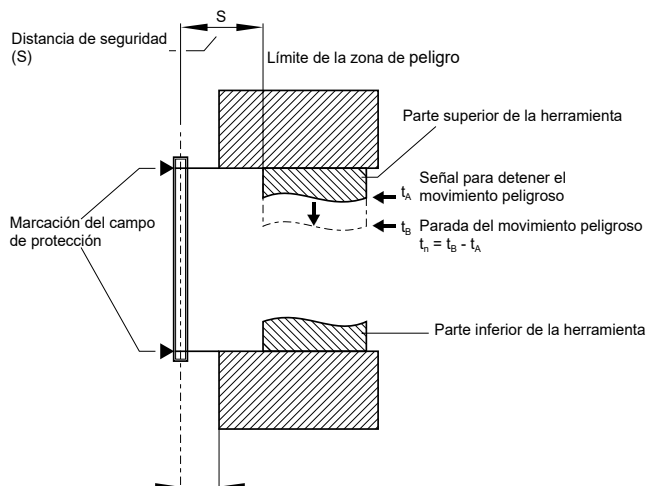 S
Distancia de seguridad
(S)
Límite de la zona de peligro
Parte superior de la herramienta
tA Señal para detener el
movimiento peligroso
Marcación del campo
de protección
tB Parada del movimiento peligroso
tn = tB - tA
Parte inferior de la herramienta